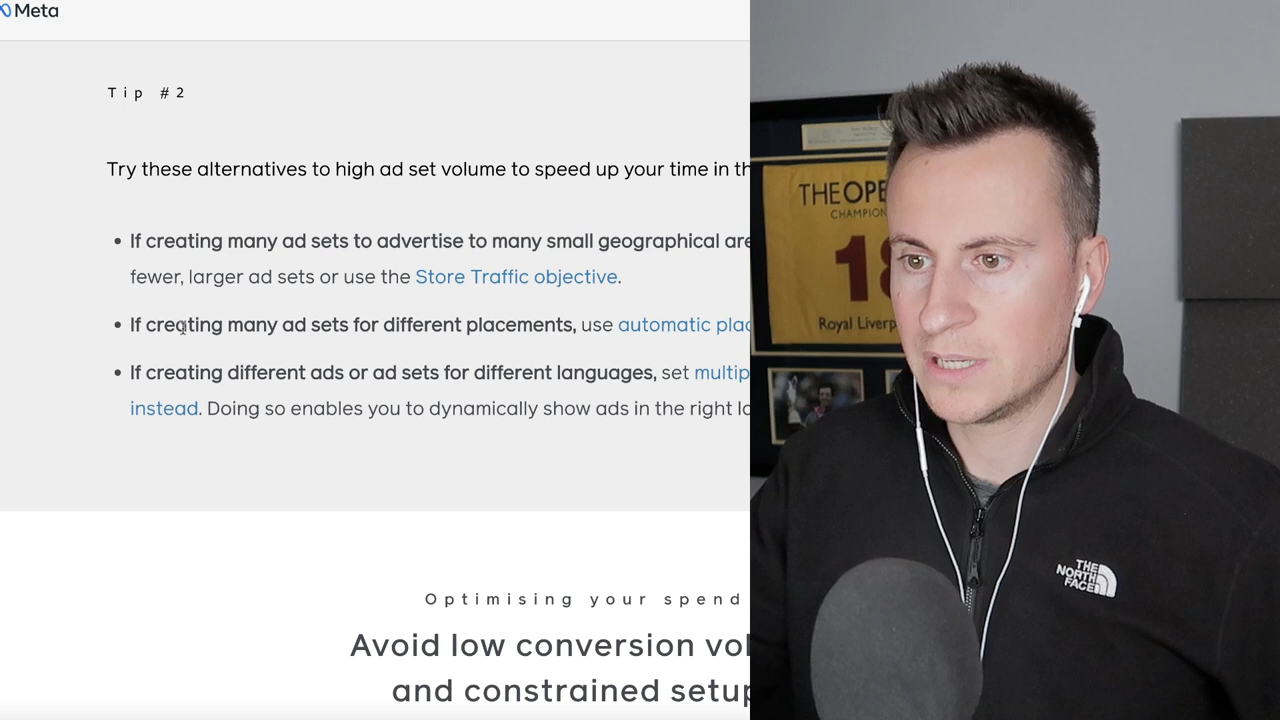 Meta
Tip #2
Try these alternatives to high ad set volume to speed up your time in th
If creating many ad sets to advertise to many small geographical are
fewer, larger ad sets or use the Store Traffic objective.
If creating many ad sets for different placements, use automatic plac
If creating different ads or ad sets for different languages, set multip
instead. Doing so enables you to dynamically show ads in the right lo
Optimising your spend
Avoid low conversion vol
and constrained setup
THE OPE
CHAMPION
18
Royal Liverp
THE
NORTH
FACE